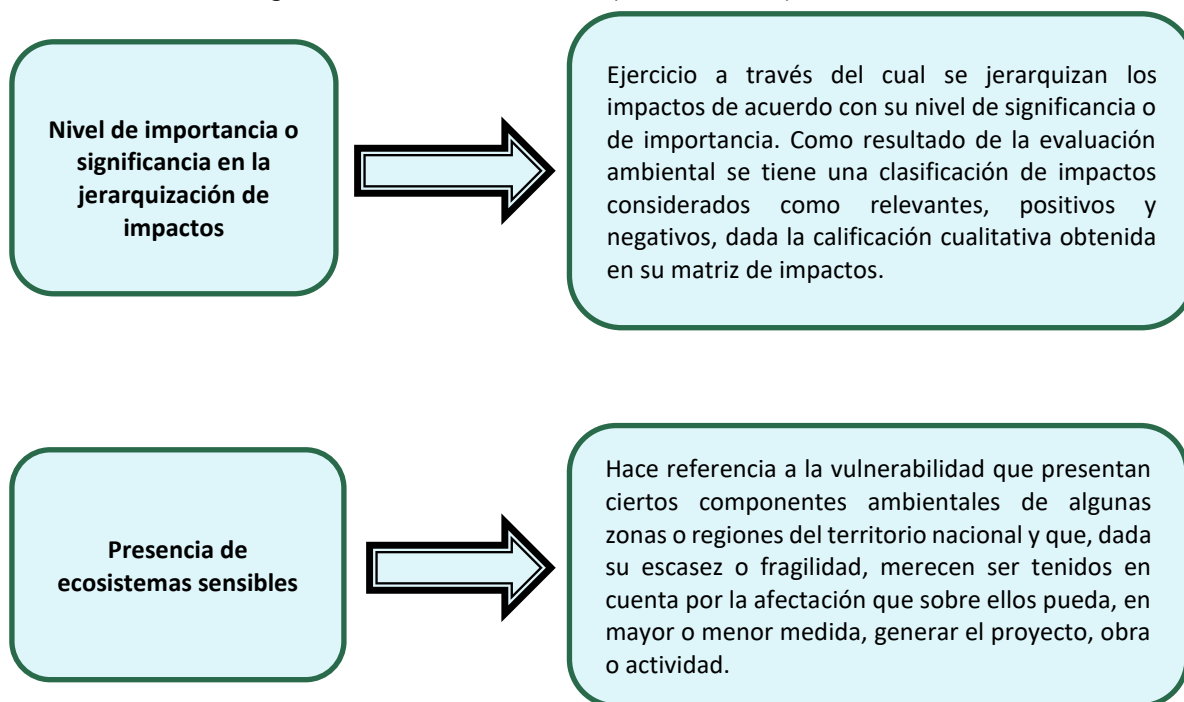 Nivel de importancia o
significancia en la
jerarquización de
impactos
Ejercicio a través del cual se jerarquizan los
impactos de acuerdo con su nivel de significancia o
de importancia. Como resultado de la evaluación
ambiental se tiene una clasificación de impactos
considerados como relevantes, positivos y
negativos, dada la calificación cualitativa obtenida
en su matriz de impactos.
Presencia de
ecosistemas sensibles
Hace referencia a la vulnerabilidad que presentan
ciertos componentes ambientales de algunas
zonas o regiones del territorio nacional y que, dada
su escasez o fragilidad, merecen ser tenidos en
cuenta por la afectación que sobre ellos pueda, en
mayor o menor medida, generar el proyecto, obra
o actividad.